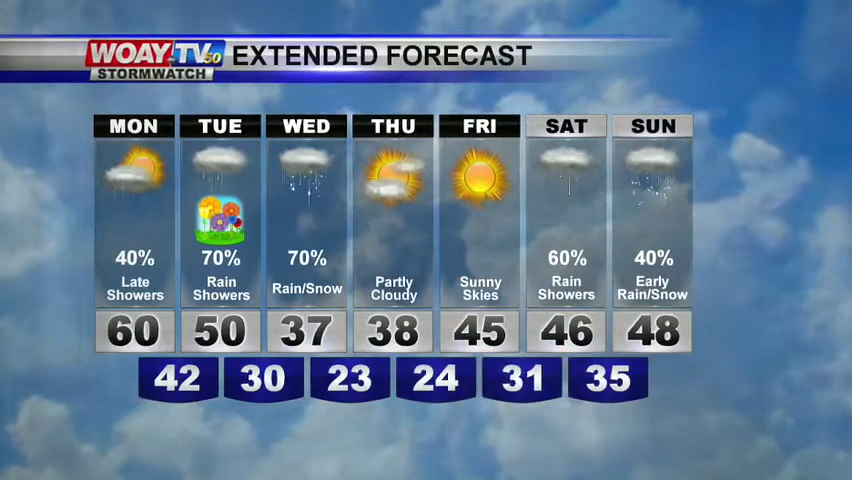 WOAY-TV 50
STORMWATCH
EXTENDED FORECAST
MON TUE WED THU FRI SAT SUN
40% 70% 70% 60% 40%
Late Showers
Rain Showers
Rain/Snow
Partly Cloudy
Sunny Skies
Rain Showers
Early Rain/Snow
60 50 37 38 45 46 48
42 30 23 24 31 35